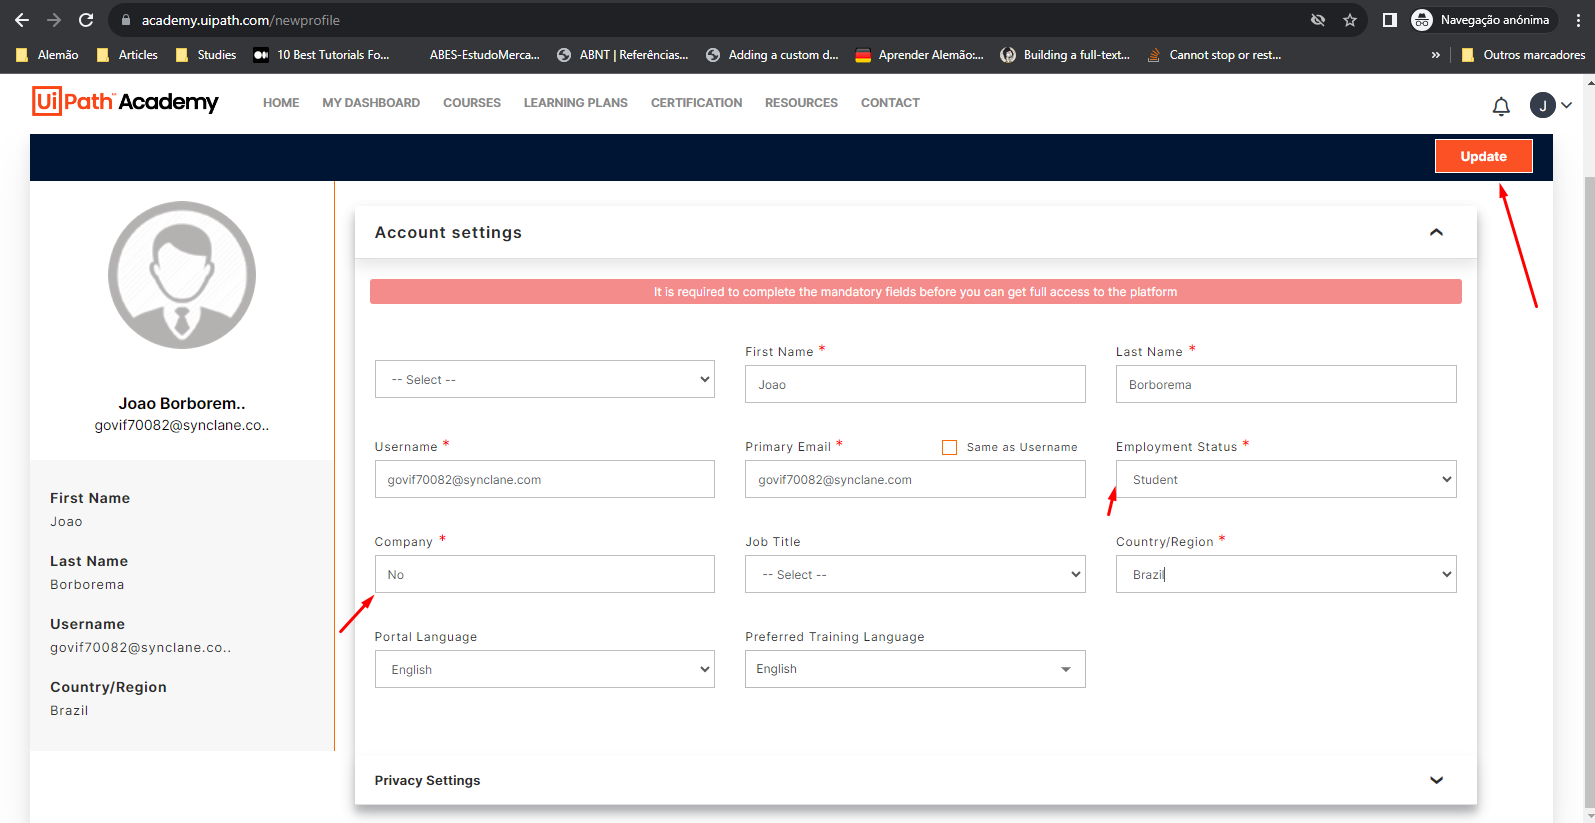 academy.uipath.com/newprofile
Navegação anónima
Alemão
Articles
Studies
10 Best Tutorials Fo...
ABES-EstudoMerca...
ABNT | Referências...
Adding a custom d...
Aprender Alemão:...
Building a full-text...
Cannot stop or rest...
»
Outros marcadores
UiPath™ Academy
HOME
MY DASHBOARD
COURSES
LEARNING PLANS
CERTIFICATION
RESOURCES
CONTACT
J
Update
Joao Borborem..
govif70082@synclane.co..
First Name
Joao
Last Name
Borborema
Username
govif70082@synclane.co..
Country/Region
Brazil
Account settings
It is required to complete the mandatory fields before you can get full access to the platform
-- Select --
First Name *
Joao
Last Name *
Borborema
Username *
govif70082@synclane.com
Primary Email *
Same as Username
govif70082@synclane.com
Employment Status *
Student
Company *
No
Job Title
-- Select --
Country/Region *
Brazil
Portal Language
English
Preferred Training Language
English
Privacy Settings